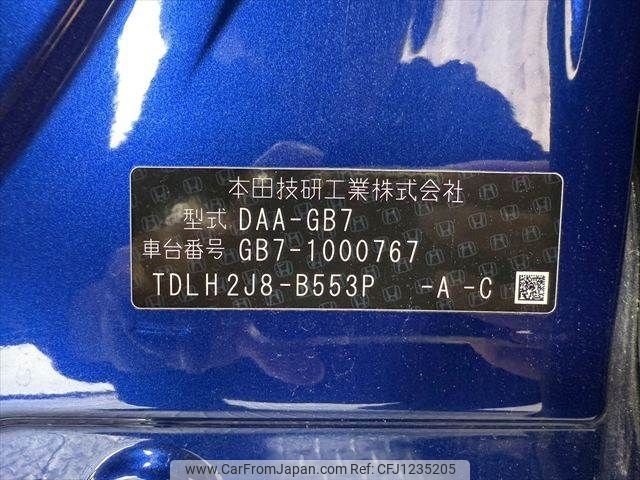 本田技研工業株式会社
型式 DAA-GB7
車台番号 GB7-1000767
TDLH2J8-B553P -A -C
www.CarFromJapan.com | CFJ1235205